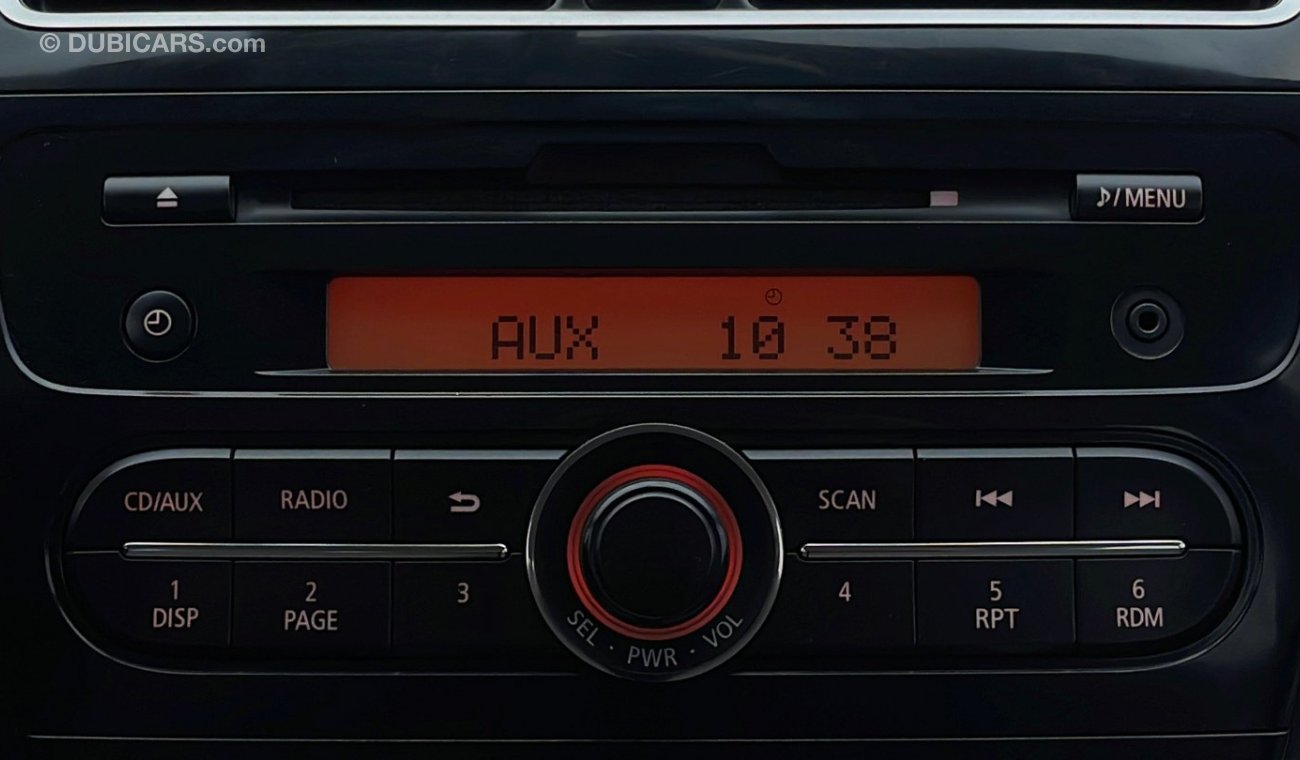 © DUBICARS.com
♪/ MENU
AUX 10 38
CD/AUX RADIO SCAN
1 2 3 4 5 6
DISP PAGE RPT RDM
SEL · PWR · VOL